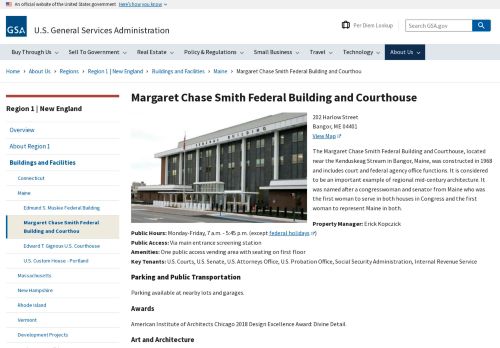 An official website of the United States government Here's how you know
GSA
U.S. General Services Administration
Per Diem Lookup
Search GSA.gov
Buy Through Us
Sell To Government
Real Estate
Policy & Regulations
Small Business
Travel
Technology
About Us
Home > About Us > Regions > Region 1 | New England > Buildings and Facilities > Maine > Margaret Chase Smith Federal Building and Courthou
Region 1 | New England
Overview
About Region 1
Buildings and Facilities
Connecticut
Maine
Edmund S. Muskie Federal Building
Margaret Chase Smith Federal
Building and Courthou
Edward T. Gignoux U.S. Courthouse
U.S. Custom House - Portland
Massachusetts
New Hampshire
Rhode Island
Vermont
Development Projects
Margaret Chase Smith Federal Building and Courthouse
202 Harlow Street
Bangor, ME 04401
View Map
The Margaret Chase Smith Federal Building and Courthouse, located
near the Kenduskeag Stream in Bangor, Maine, was constructed in 1968
and includes court and federal agency office functions. It is considered
to be an important example of regional mid-century architecture. It
was named after a congresswoman and senator from Maine who was
the first woman to serve in both houses in Congress and the first
woman to represent Maine in both.
Property Manager: Erick Kopczick
Public Hours: Monday-Friday, 7 a.m. - 5:45 p.m. (except federal holidays)
Public Access: Via main entrance screening station
Amenities: One public access vending area with seating on first floor
Key Tenants: U.S. Courts, U.S. Senate, U.S. Attorneys Office, U.S. Probation Office, Social Security Administration, Internal Revenue Service
Parking and Public Transportation
Parking available at nearby lots and garages.
Awards
American Institute of Architects Chicago 2018 Design Excellence Award: Divine Detail
Art and Architecture